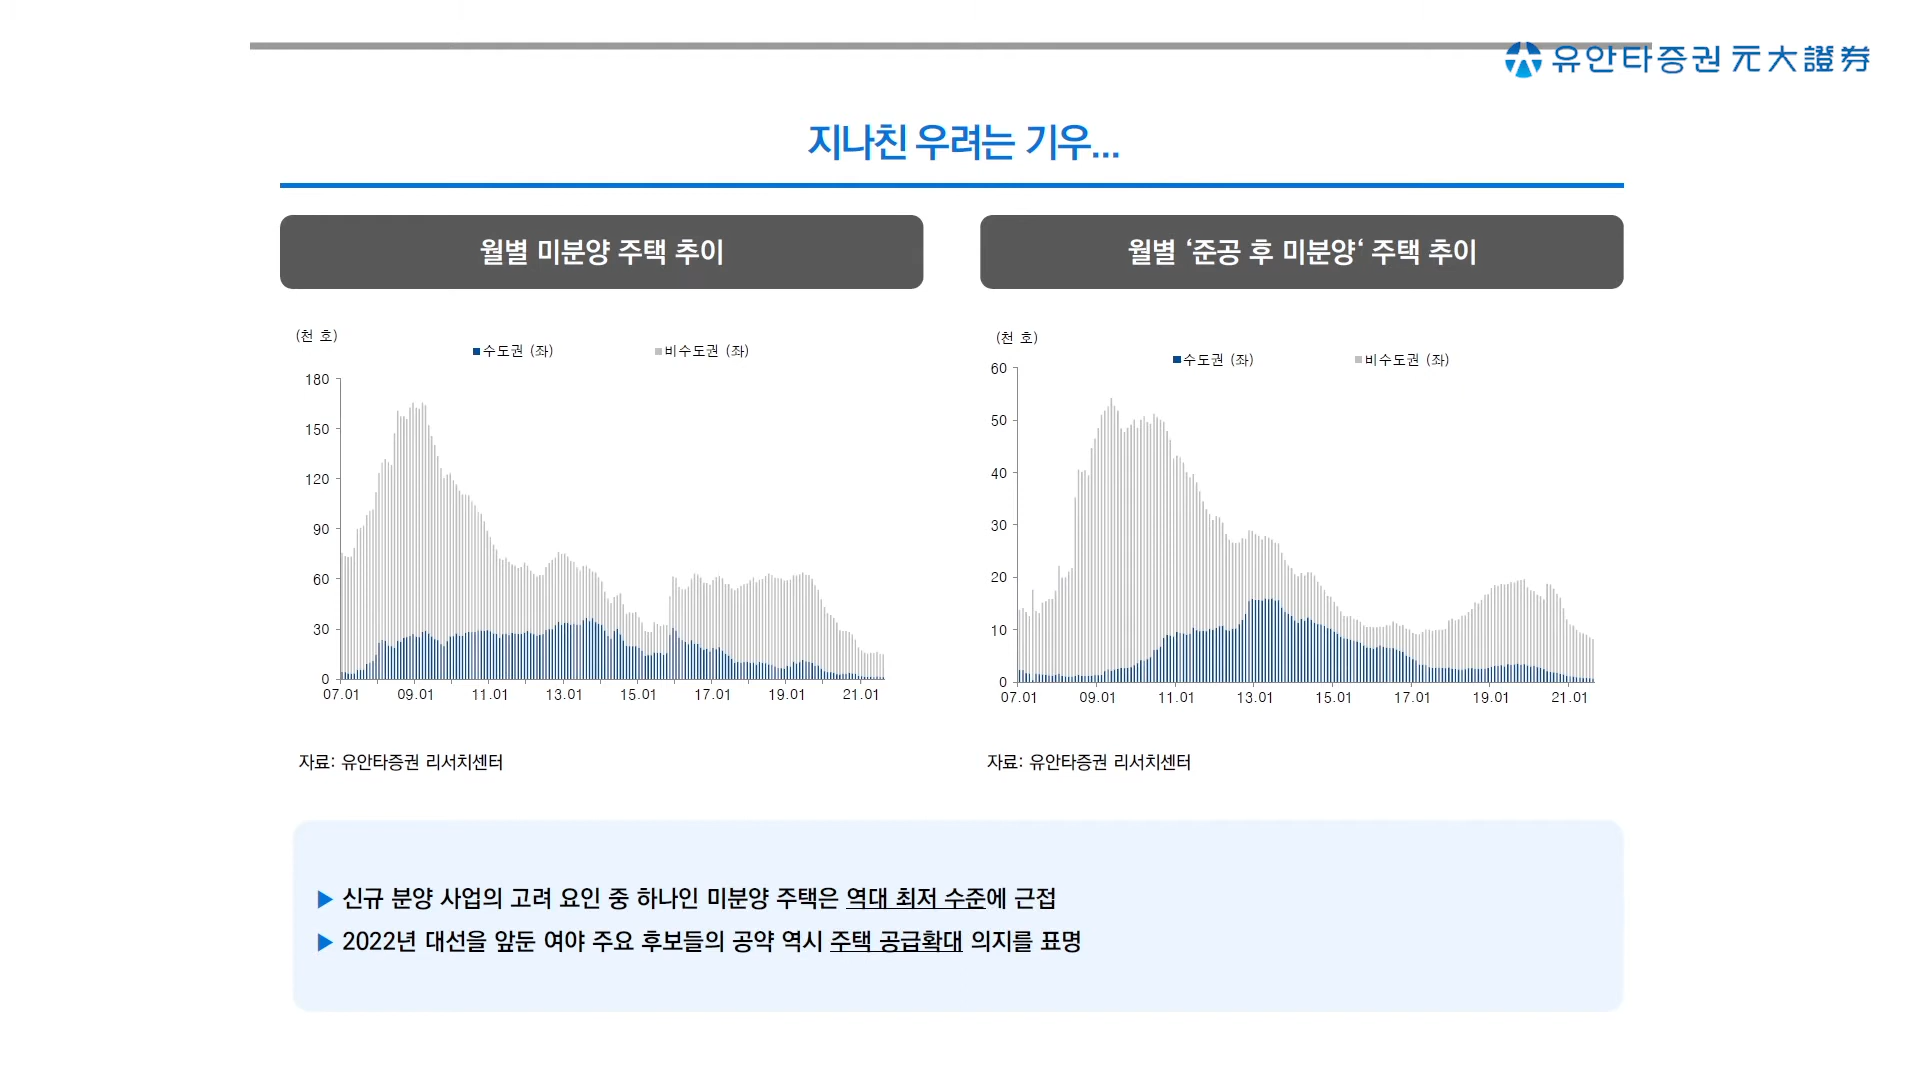 유안타증권 元大證券
지나친 우려는 기우...
월별 미분양 주택 추이
(천 호)
수도권 (좌) 비수도권 (좌)
180
150
120
90
60
30
0
07.01 09.01 11.01 13.01 15.01 17.01 19.01 21.01
자료: 유안타증권 리서치센터
월별 ‘준공 후 미분양‘ 주택 추이
(천 호)
수도권 (좌) 비수도권 (좌)
60
50
40
30
20
10
0
07.01 09.01 11.01 13.01 15.01 17.01 19.01 21.01
자료: 유안타증권 리서치센터
▶ 신규 분양 사업의 고려 요인 중 하나인 미분양 주택은 역대 최저 수준에 근접
▶ 2022년 대선을 앞둔 여야 주요 후보들의 공약 역시 주택 공급확대 의지를 표명